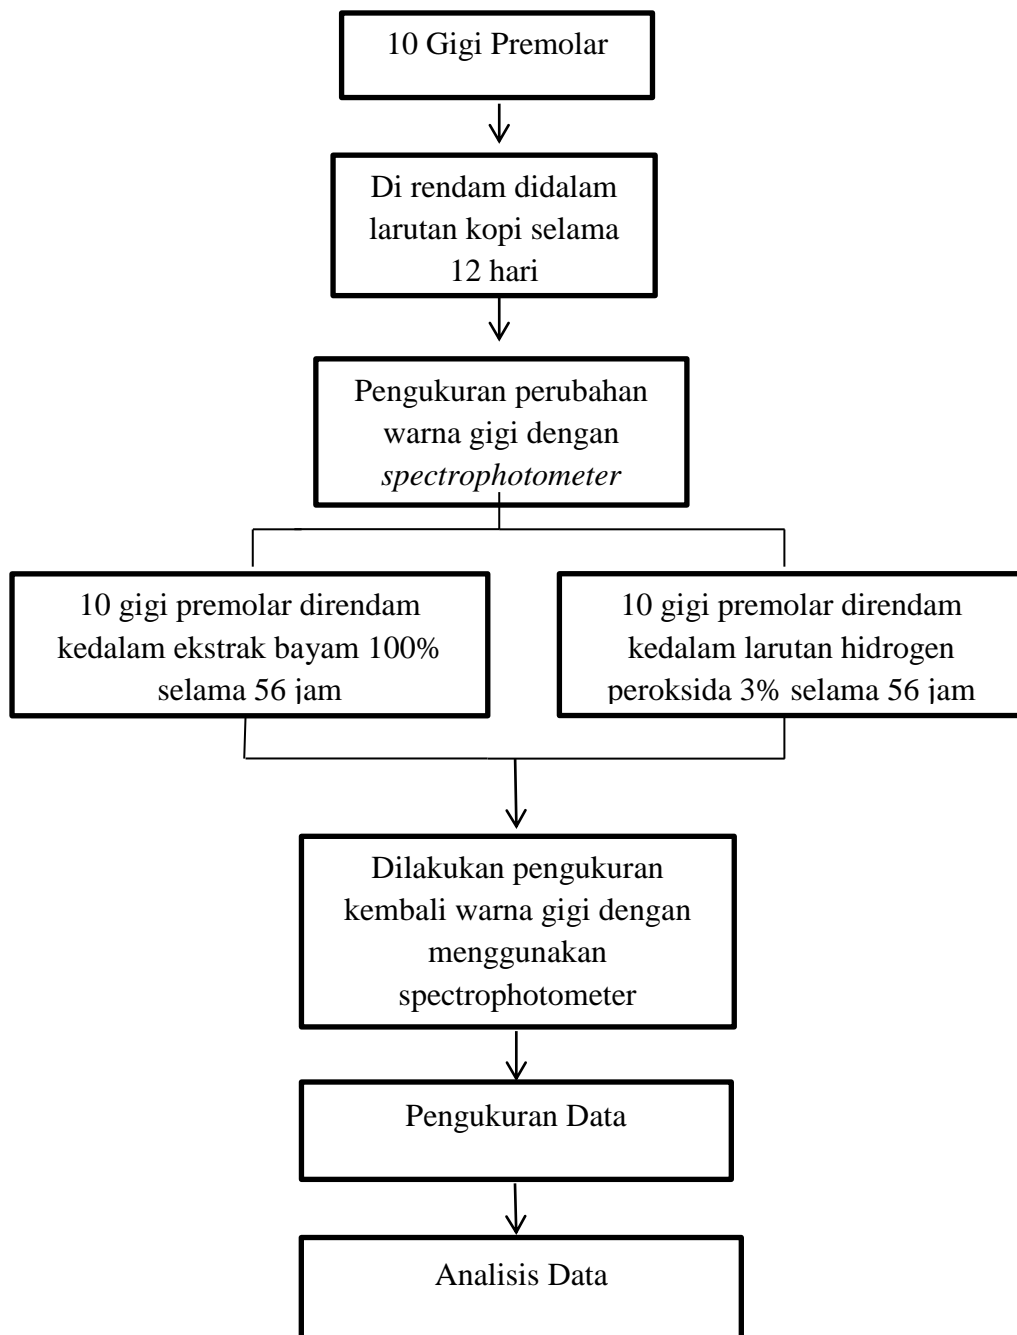 10 Gigi Premolar
Di rendam didalam
larutan kopi selama
12 hari
Pengukuran perubahan
warna gigi dengan
spectrophotometer
10 gigi premolar direndam
kedalam ekstrak bayam 100%
selama 56 jam
10 gigi premolar direndam
kedalam larutan hidrogen
peroksida 3% selama 56 jam
Dilakukan pengukuran
kembali warna gigi dengan
menggunakan
spectrophotometer
Pengukuran Data
Analisis Data